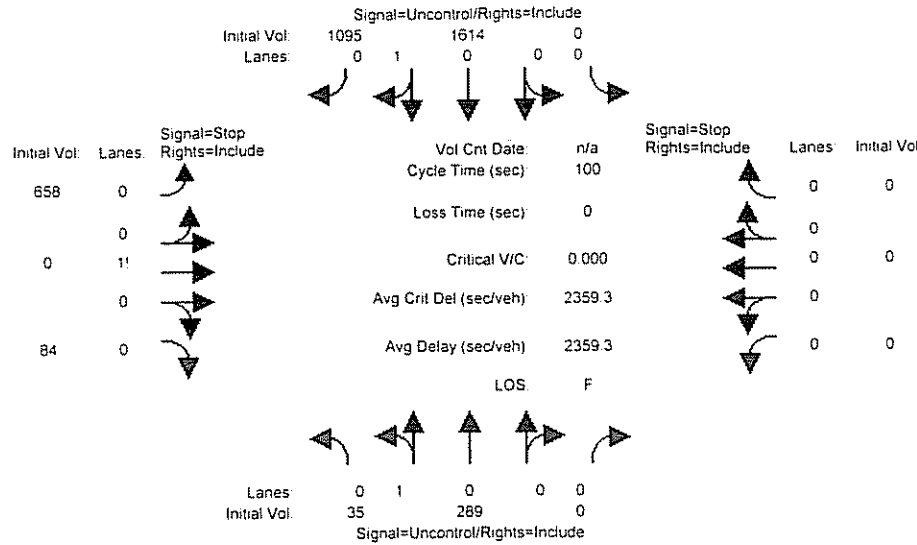 Signal=Uncontrol/Rights=Include
Initial Vol: 1095 1614 0
Lanes: 0 1 0 0 0
Signal=Stop
Rights=Include
Initial Vol: Lanes:
658 0
0
0 1!
0
84 0
Vol Cnt Date: n/a
Cycle Time (sec): 100
Loss Time (sec): 0
Critical V/C: 0.000
Avg Crit Del (sec/veh): 2359.3
Avg Delay (sec/veh): 2359.3
LOS: F
Signal=Stop
Rights=Include
Lanes: Initial Vol
0 0
0
0 0
0
0 0
Lanes: 0 1 0 0 0
Initial Vol: 35 289 0
Signal=Uncontrol/Rights=Include